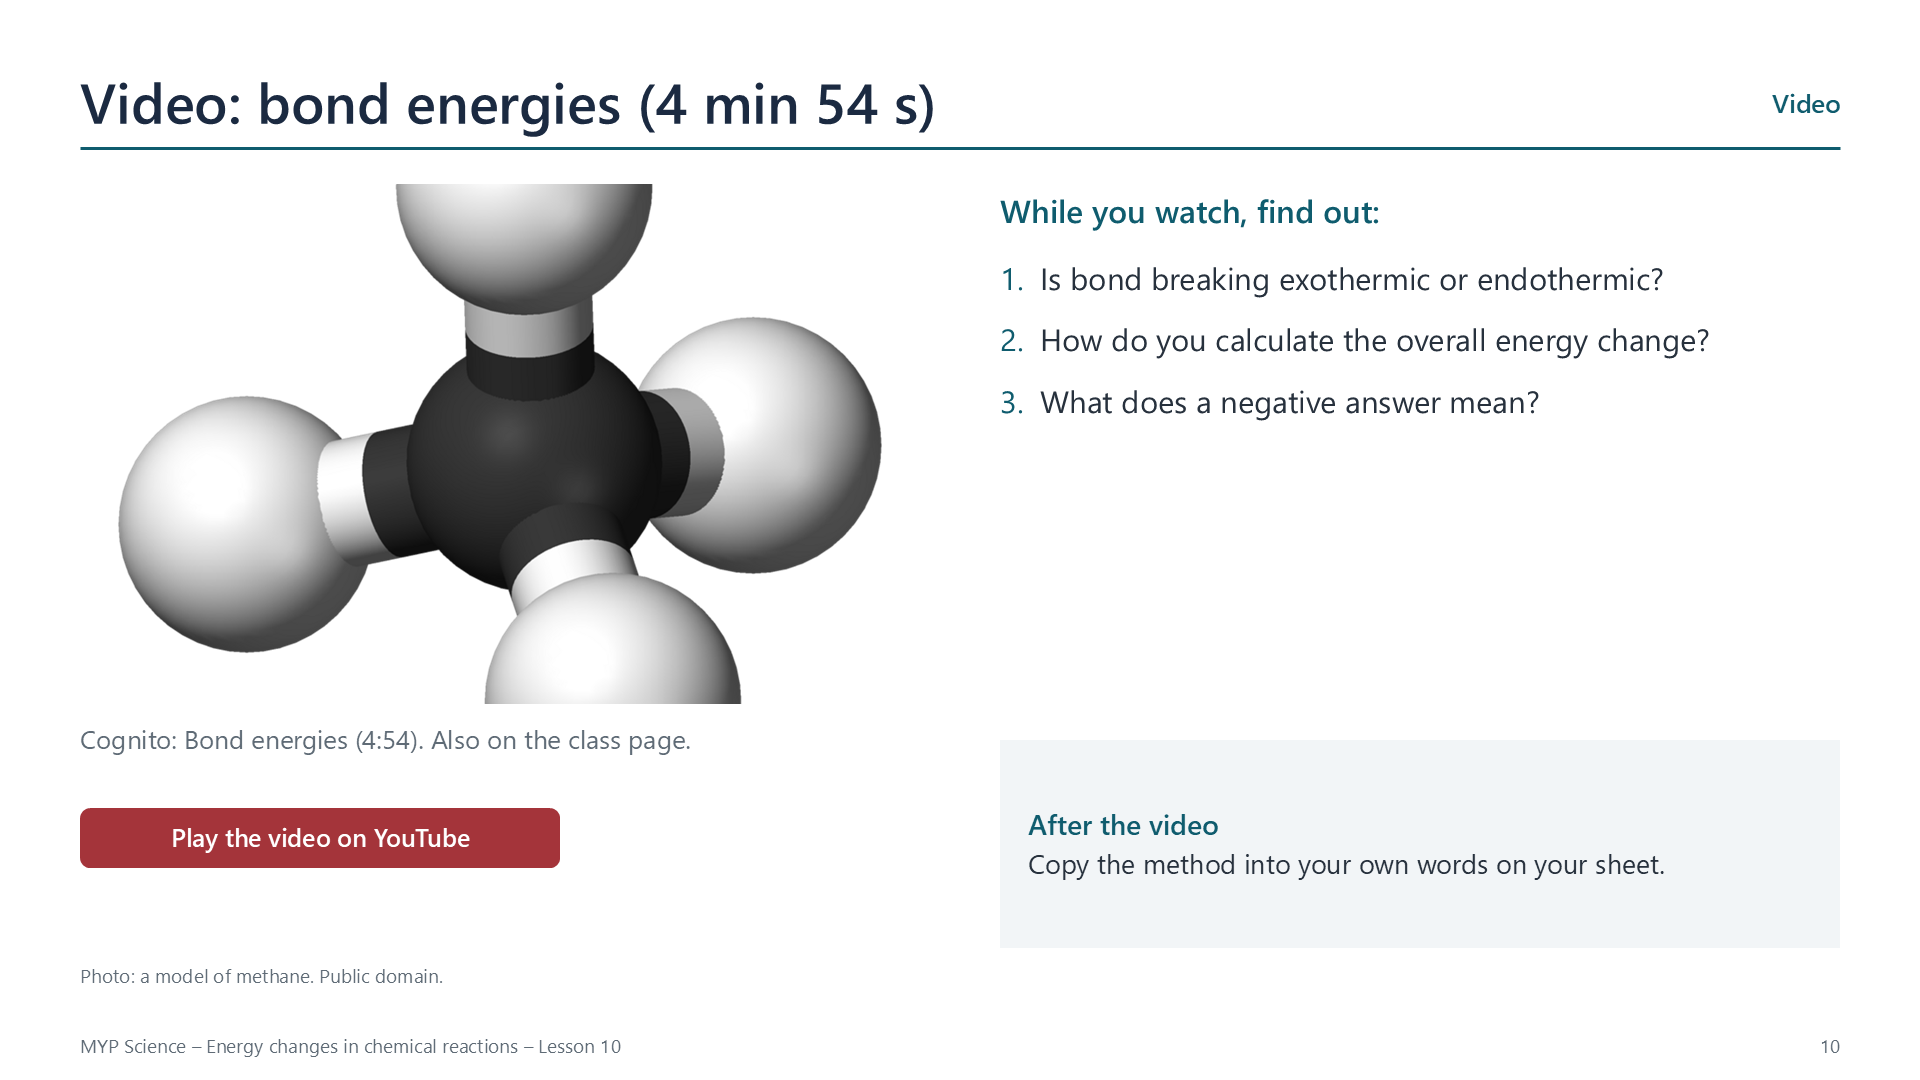 Video: bond energies (4 min 54 s)
Video
While you watch, find out:
1. Is bond breaking exothermic or endothermic?
2. How do you calculate the overall energy change?
3. What does a negative answer mean?
Cognito: Bond energies (4:54). Also on the class page.
Play the video on YouTube
After the video
Copy the method into your own words on your sheet.
Photo: a model of methane. Public domain.
MYP Science – Energy changes in chemical reactions – Lesson 10
10